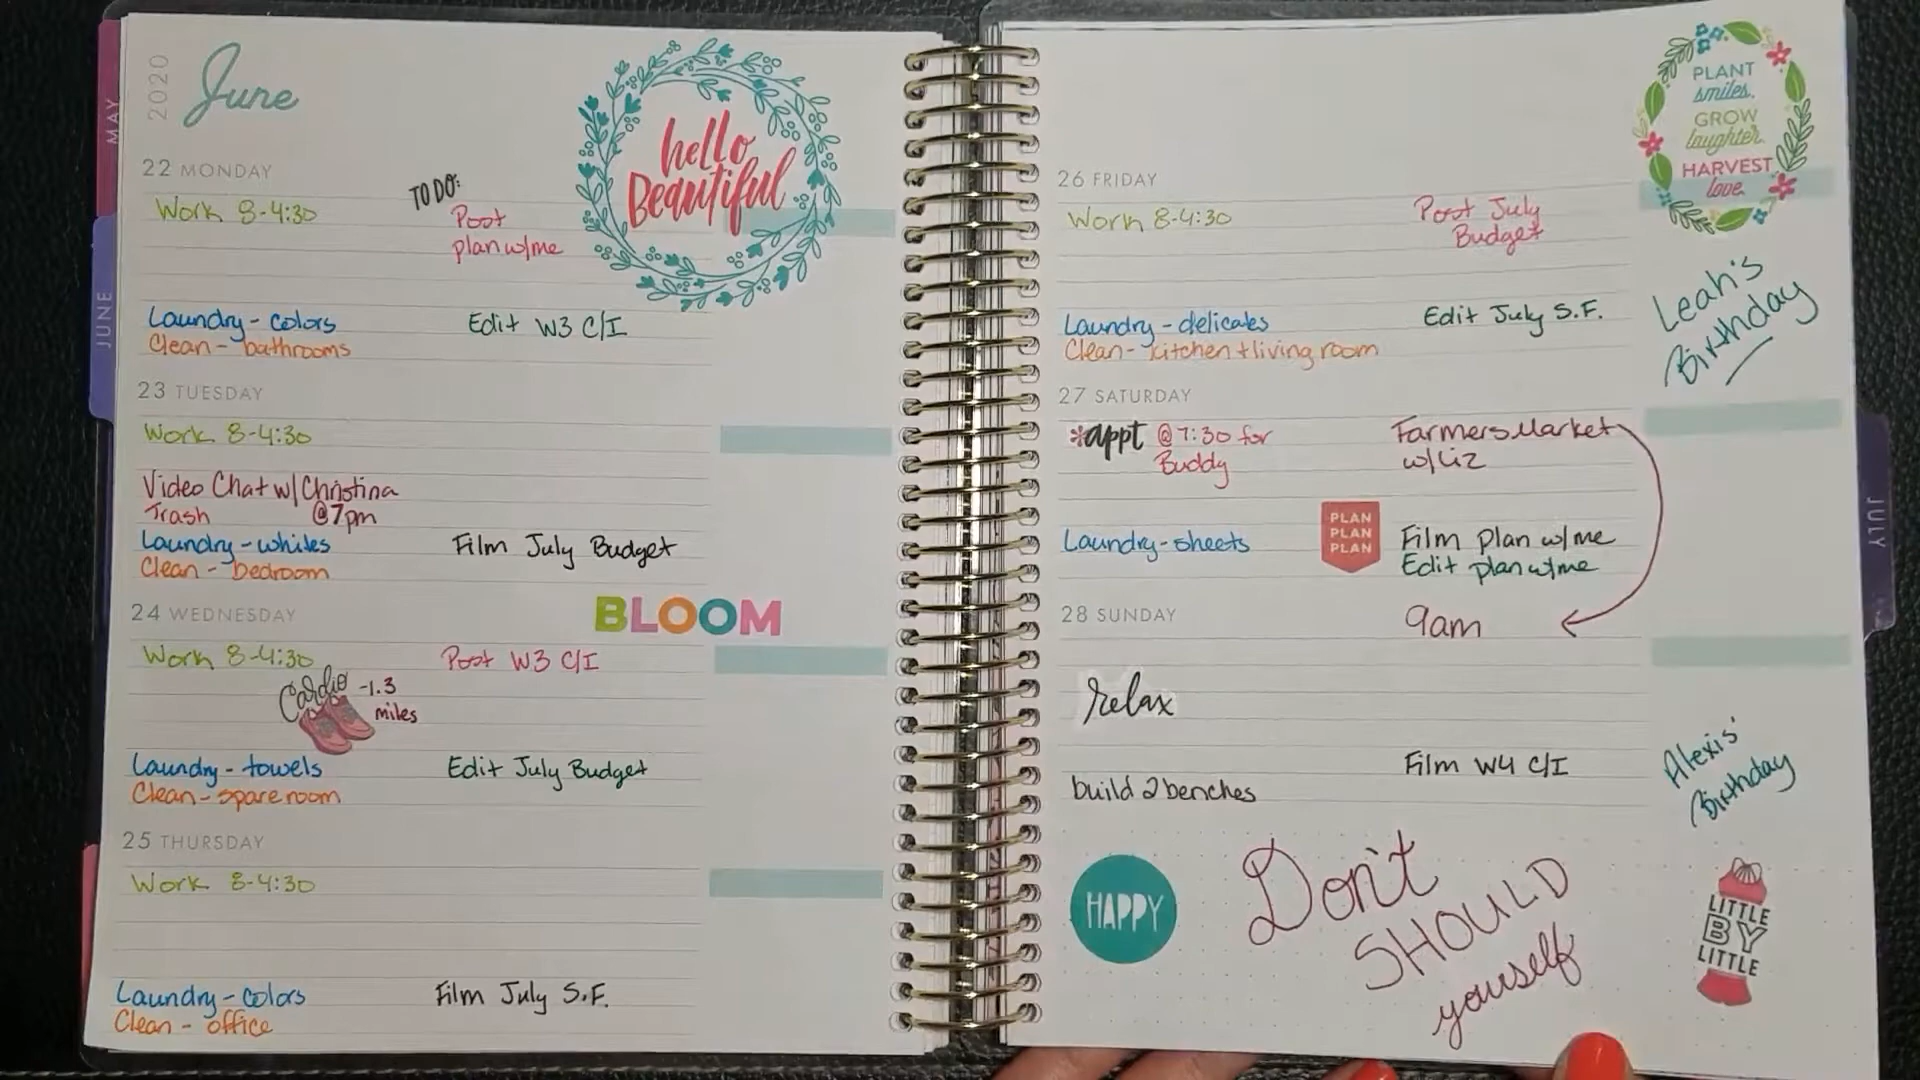 MAY
JUNE
2020
June
hello
Beautiful
22 MONDAY
Work 8-4:30
TO DO:
Post
plan w/me
Laundry - colors
Clean - bathrooms
Edit W3 C/I
23 TUESDAY
Work 8-4:30
Video Chat w/ Christina
Trash @7pm
Laundry - whites
Clean - bedroom
Film July Budget
24 WEDNESDAY
BLOOM
Work 8-4:30
Post W3 C/I
Cardio -1.3
miles
Laundry - towels
Clean - spare room
Edit July Budget
25 THURSDAY
Work 8-4:30
Laundry - colors
Clean - office
Film July S.F.
PLANT
smiles.
GROW
laughter.
HARVEST
love.
26 FRIDAY
Work 8-4:30
Post July
Budget
Leah's
Birthday
Laundry - delicates
Clean - kitchen + living room
Edit July S.F.
27 SATURDAY
*appt @ 7:30 for
Buddy
Farmers Market
w/ Liz
Laundry - sheets
PLAN
PLAN
PLAN
Film plan w/me
Edit plan w/me
28 SUNDAY
9am
relax
Film W4 C/I
build 2 benches
Alexis'
Birthday
HAPPY
Don't
SHOULD
yourself
LITTLE
BY
LITTLE
JULY